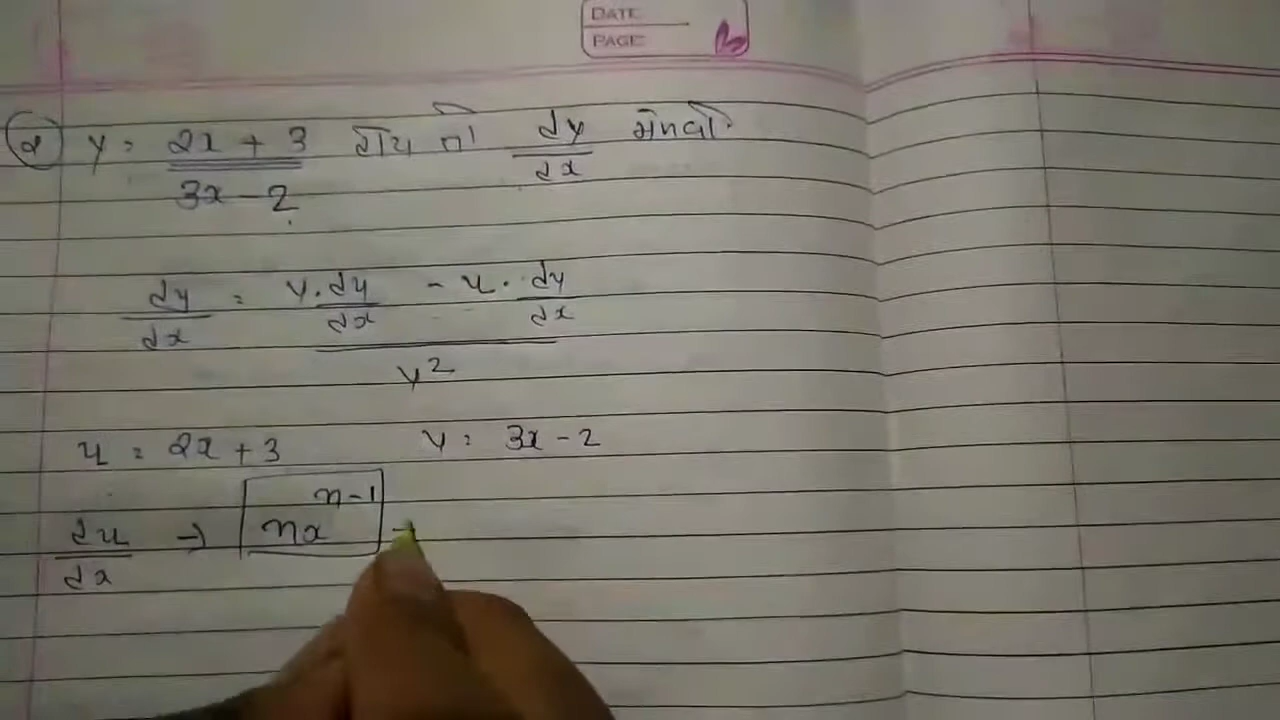 DATE
PAGE
(2) y = 2x + 3 / 3x - 2 હોય તો dy/dx મેળવો.
dy/dx = v. du/dx - u. dv/dx / v²
u = 2x + 3 v = 3x - 2
du/dx → nx^n-1 →